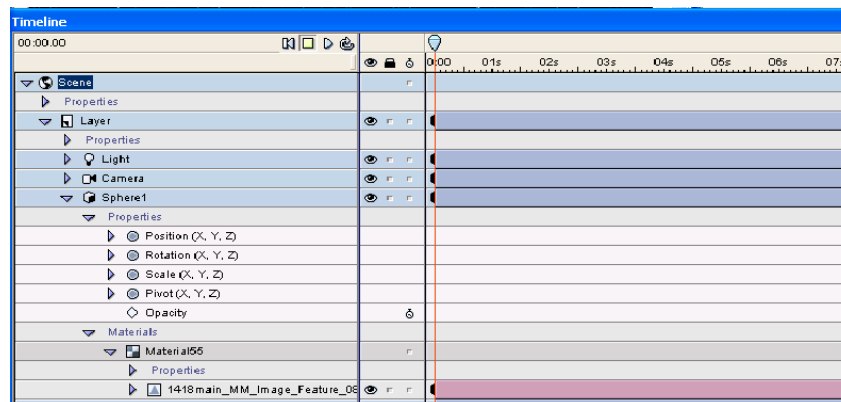 Timeline
00:00.00
0:00 01s 02s 03s 04s 05s 06s 07s
Scene
Properties
Layer
Properties
Light
Camera
Sphere1
Properties
Position (X, Y, Z)
Rotation (X, Y, Z)
Scale (X, Y, Z)
Pivot (X, Y, Z)
Opacity
Materials
Material55
Properties
1418main_MM_Image_Feature_08